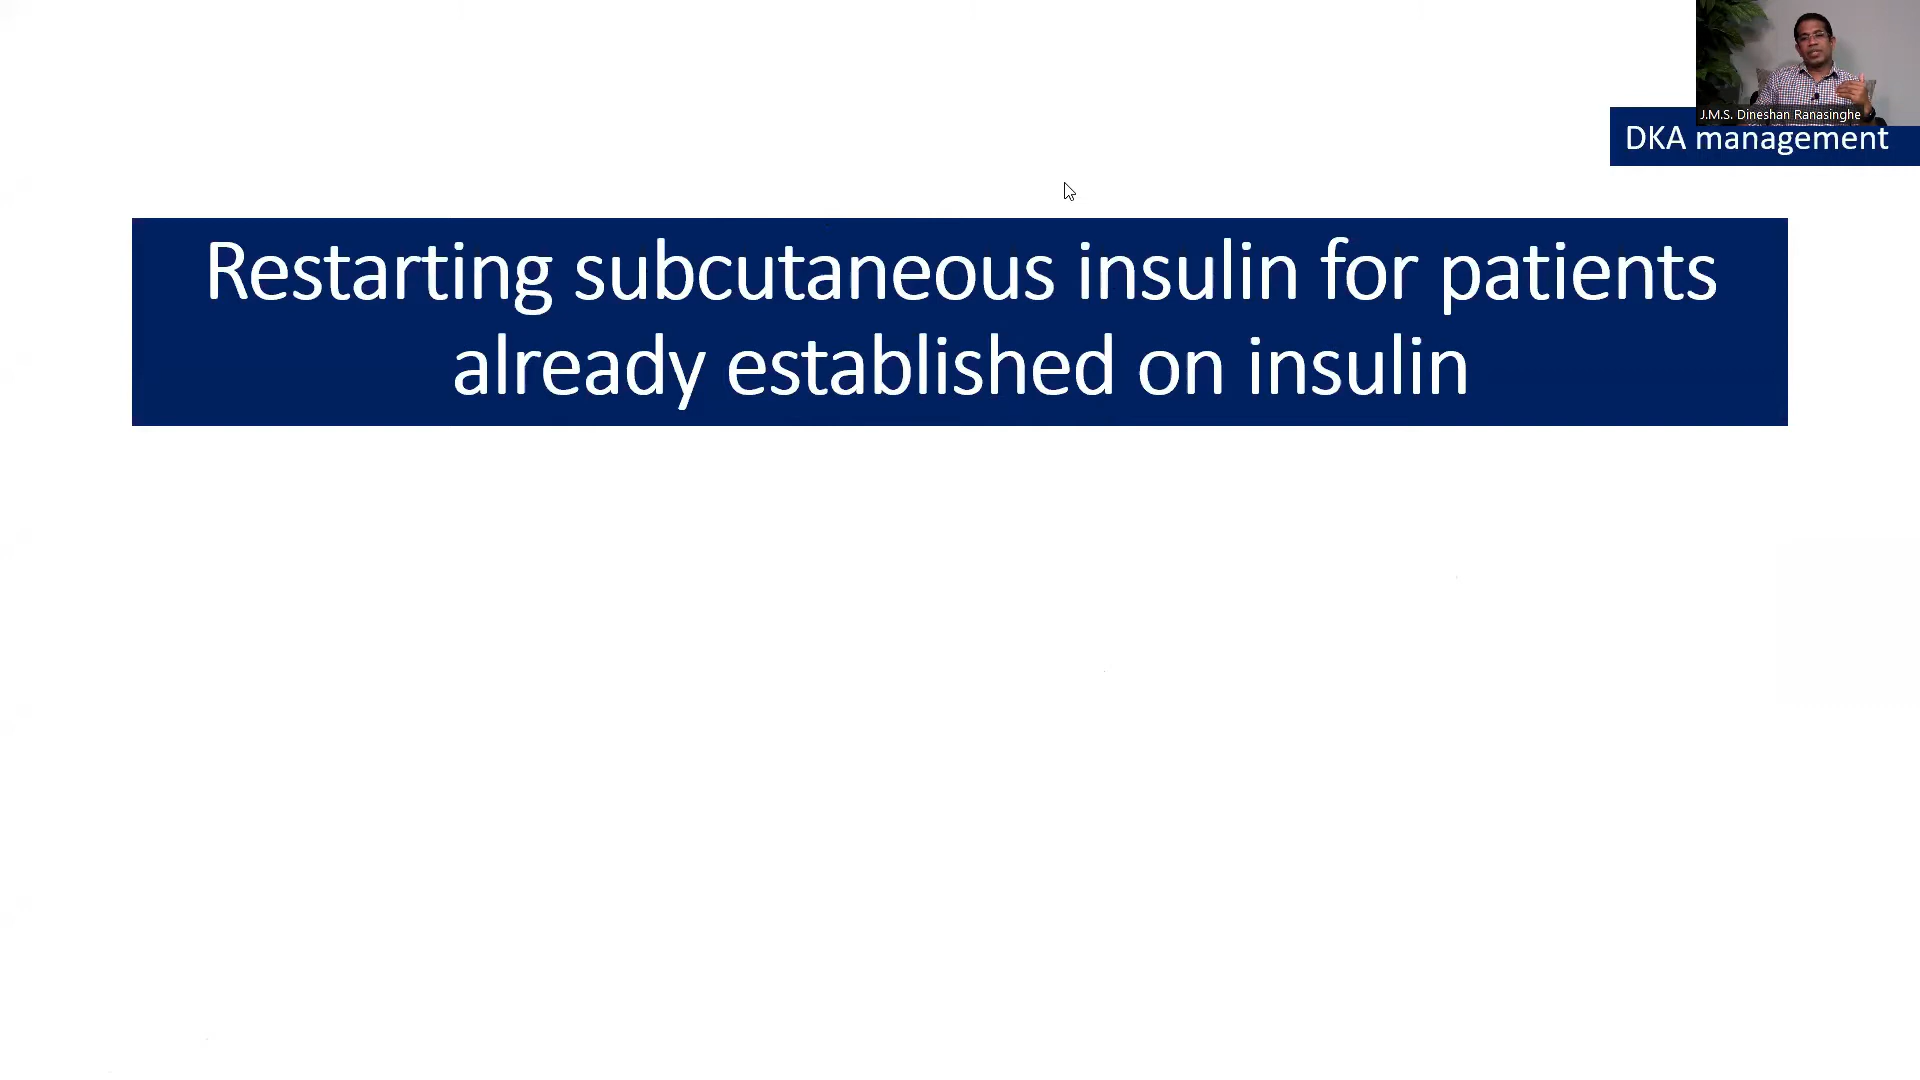 J.M.S. Dineshan Ranasinghe
DKA management
Restarting subcutaneous insulin for patients
already established on insulin